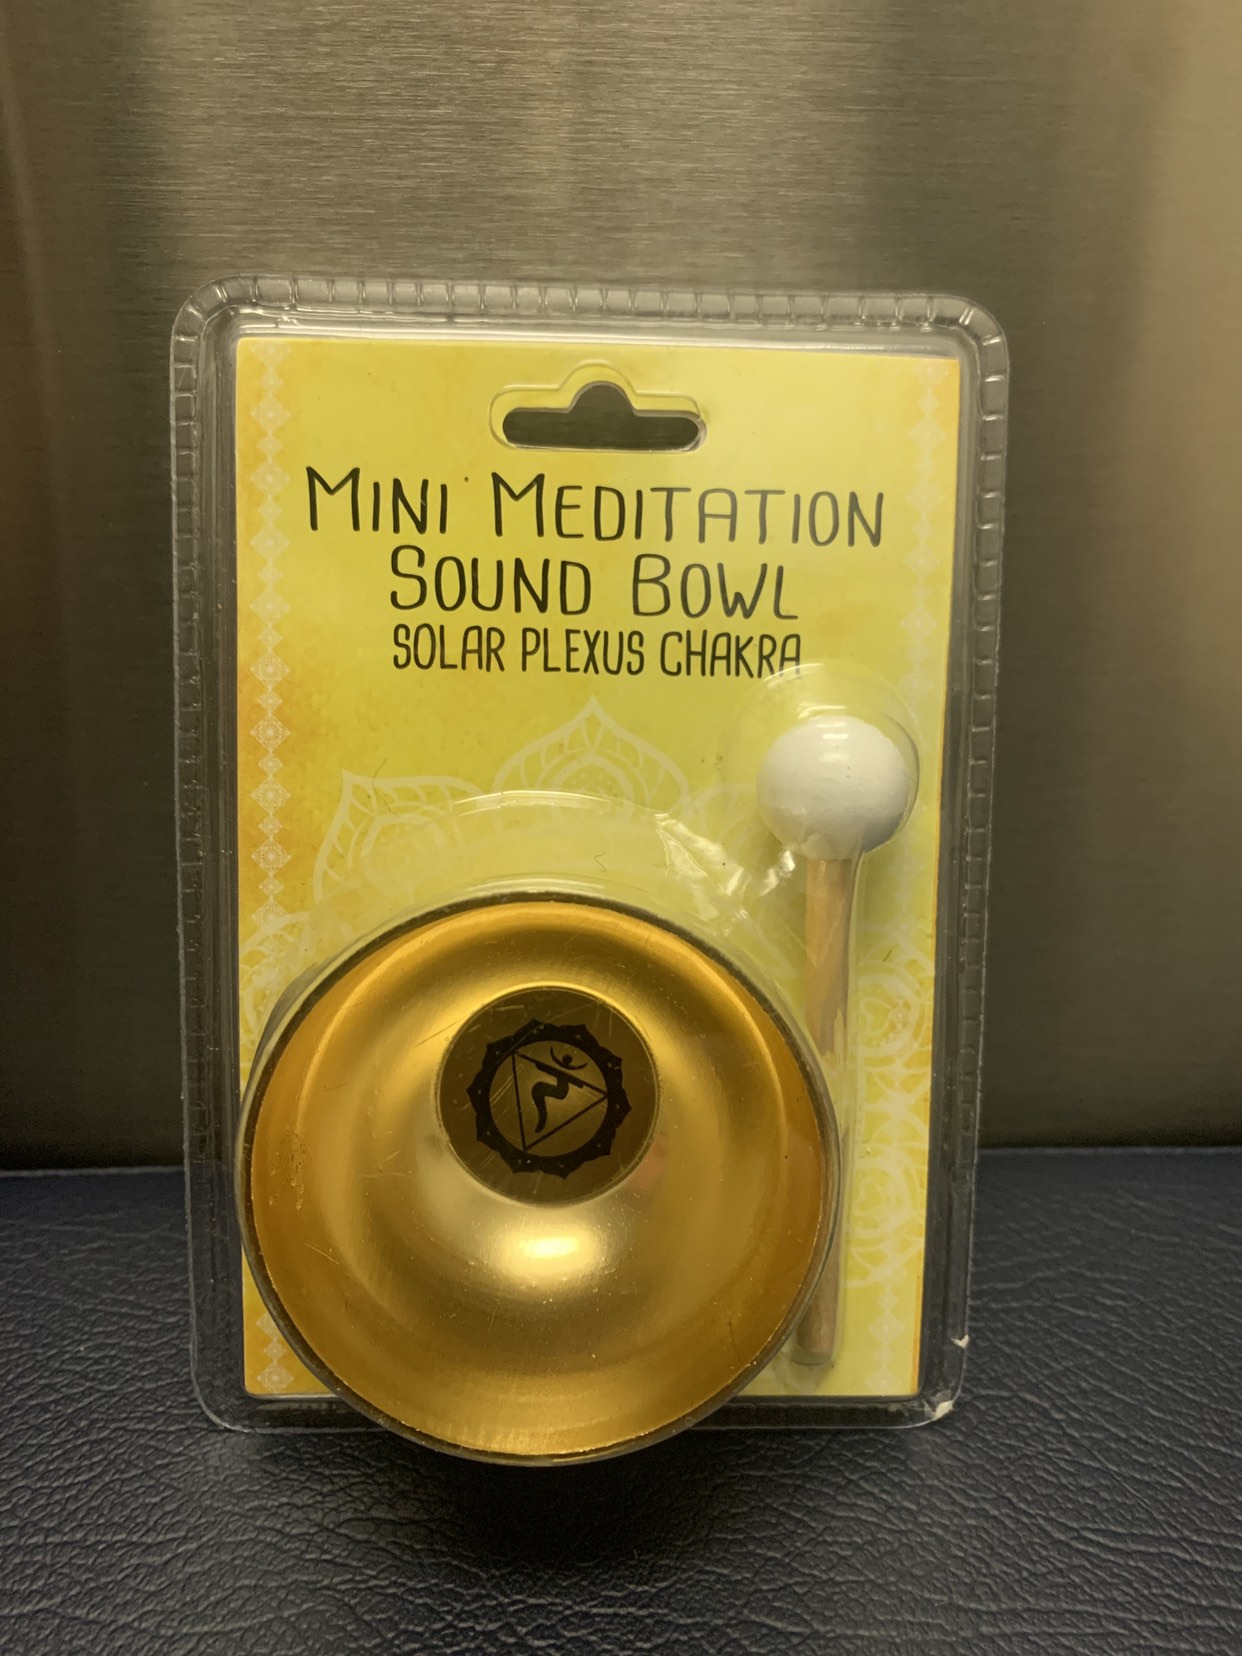 MINI MEDITATION
SOUND BOWL
SOLAR PLEXUS CHAKRA